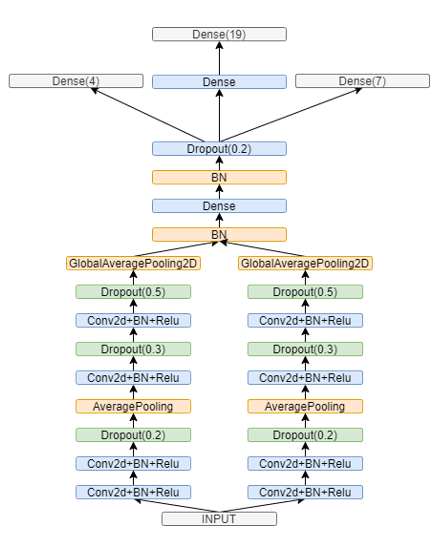 Dense(19)
Dense(4)
Dense
Dense(7)
Dropout(0.2)
BN
Dense
BN
GlobalAveragePooling2D
GlobalAveragePooling2D
Dropout(0.5)
Dropout(0.5)
Conv2d+BN+Relu
Conv2d+BN+Relu
Dropout(0.3)
Dropout(0.3)
Conv2d+BN+Relu
Conv2d+BN+Relu
AveragePooling
AveragePooling
Dropout(0.2)
Dropout(0.2)
Conv2d+BN+Relu
Conv2d+BN+Relu
Conv2d+BN+Relu
Conv2d+BN+Relu
INPUT